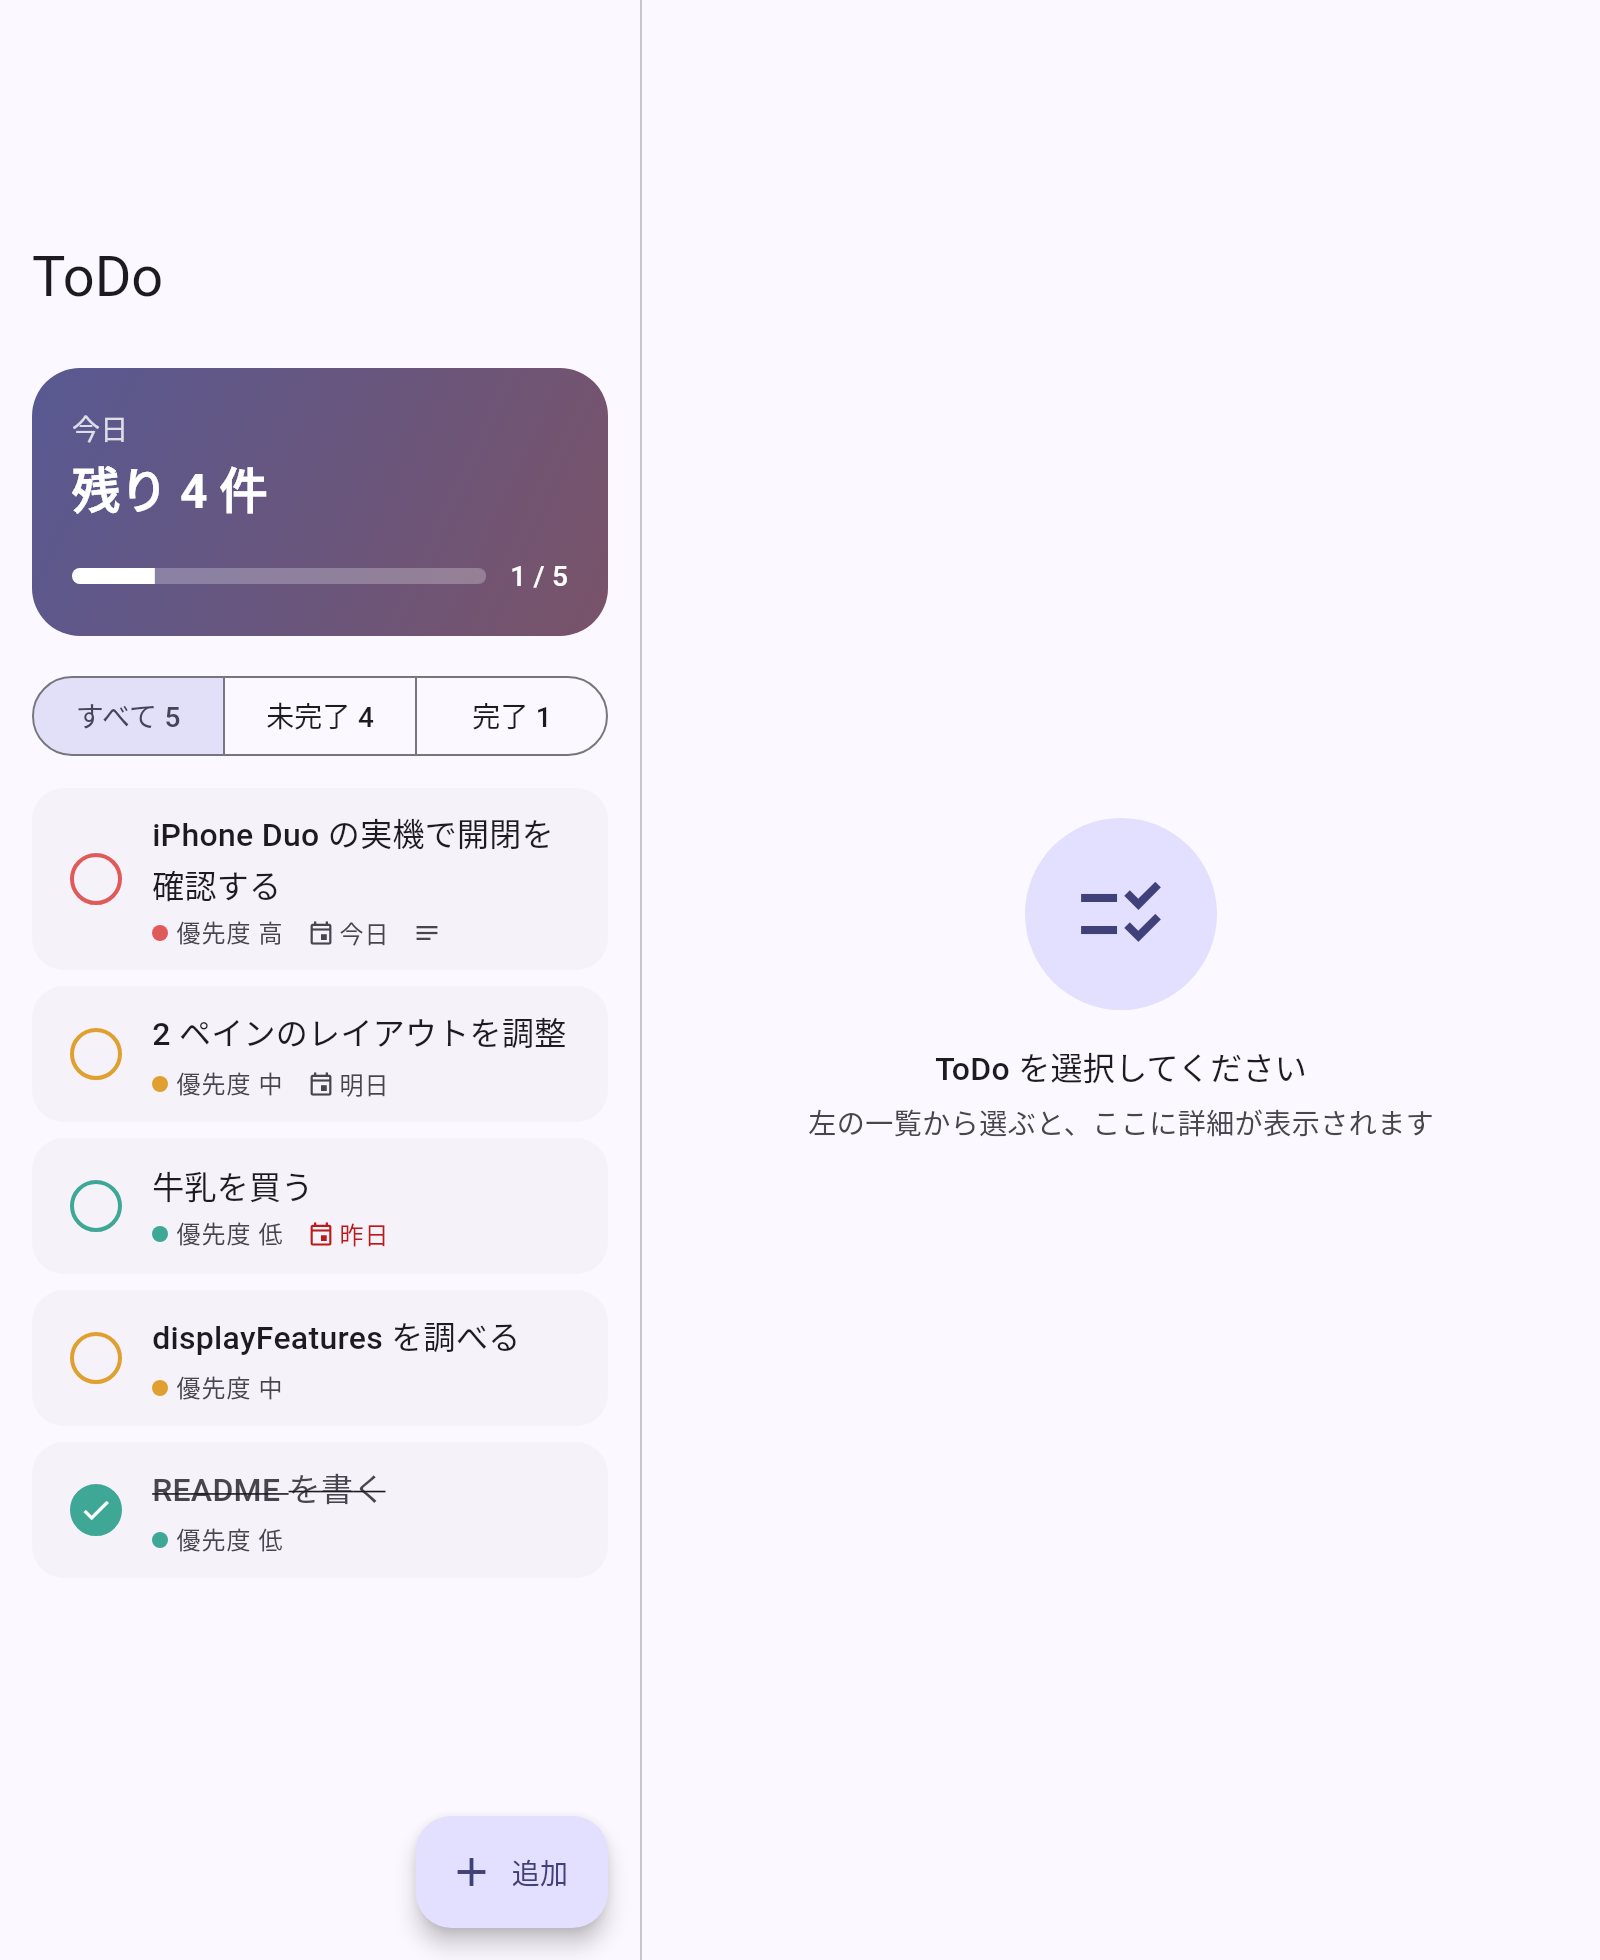 ToDo
今日
残り 4 件
1 / 5
すべて 5
未完了 4
完了 1
iPhone Duo の実機で開閉を
確認する
優先度 高 今日
2 ペインのレイアウトを調整
優先度 中 明日
牛乳を買う
優先度 低 昨日
displayFeatures を調べる
優先度 中
README を書く
優先度 低
追加
ToDo を選択してください
左の一覧から選ぶと、ここに詳細が表示されます